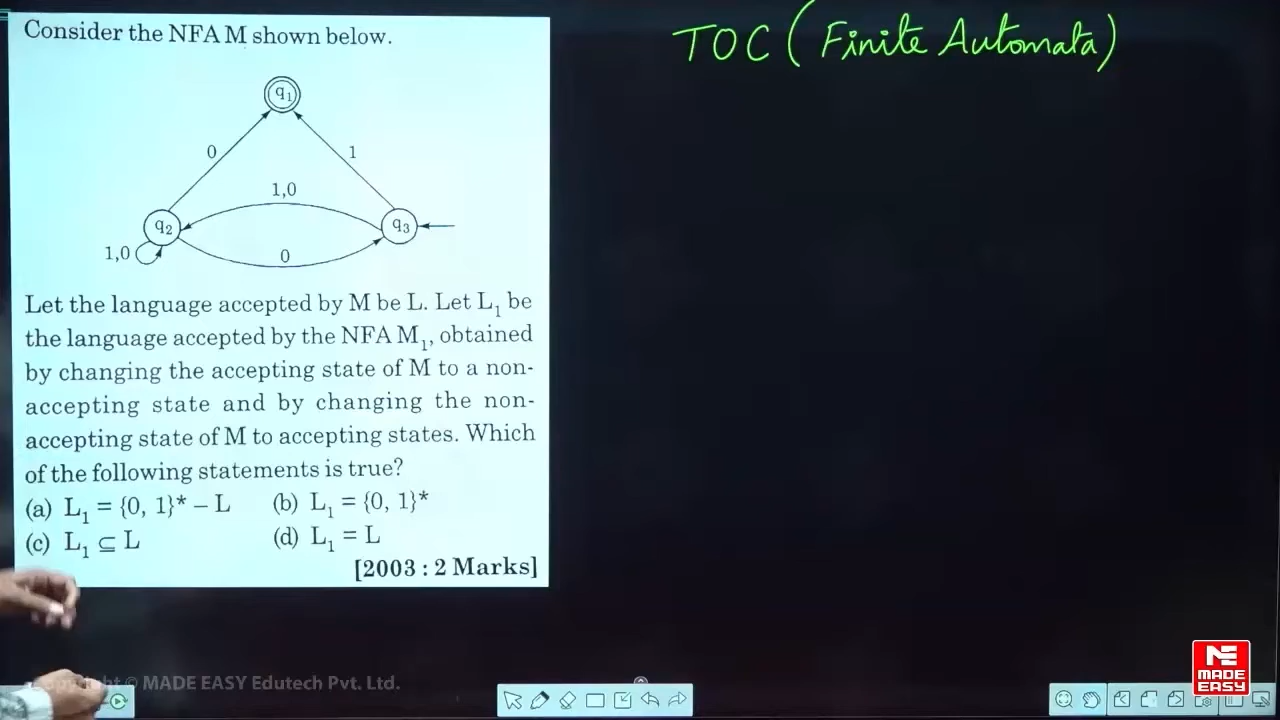 Consider the NFA M shown below.
TOC ( Finite Automata)
q1
0
1
1,0
q2
q3
1,0
0
Let the language accepted by M be L. Let L1 be
the language accepted by the NFA M1, obtained
by changing the accepting state of M to a non-
accepting state and by changing the non-
accepting state of M to accepting states. Which
of the following statements is true?
(a) L1 = {0, 1}* – L (b) L1 = {0, 1}*
(c) L1 ⊆ L (d) L1 = L
[2003 : 2 Marks]
Copyright © MADE EASY Edutech Pvt. Ltd.
ME
MADE
EASY